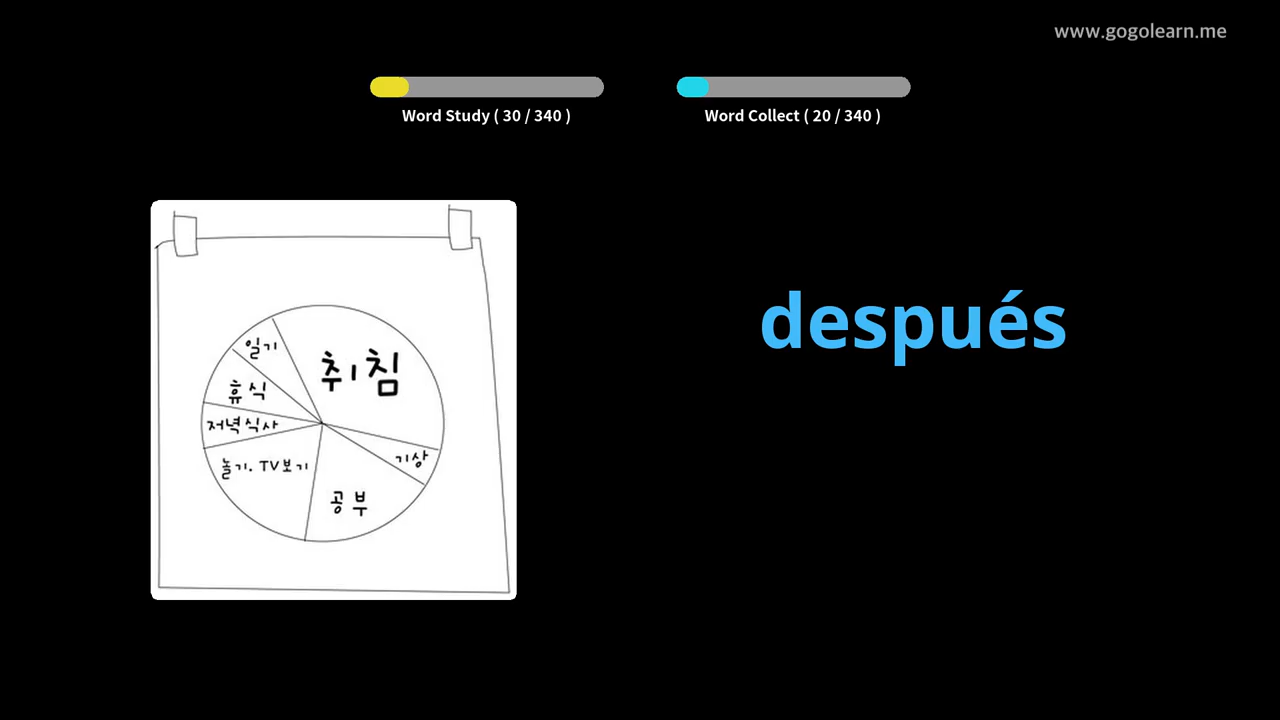 www.gogolearn.me
Word Study ( 30 / 340 )
Word Collect ( 20 / 340 )
일기
취침
휴식
저녁식사
놀기. TV보기
기상
공부
después